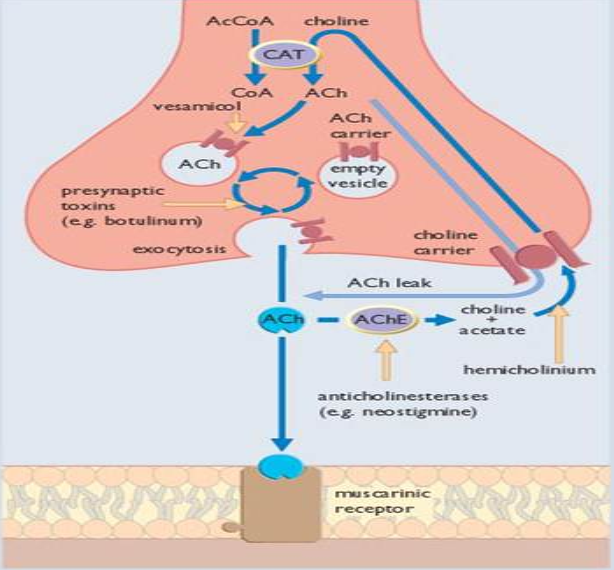 AcCoA
choline
CAT
CoA
ACh
vesamicol
ACh
carrier
ACh
empty
vesicle
presynaptic
toxins
(e.g. botulinum)
choline
carrier
exocytosis
ACh leak
ACh
AChE
choline
+
acetate
hemicholinium
anticholinesterases
(e.g. neostigmine)
muscarinic
receptor